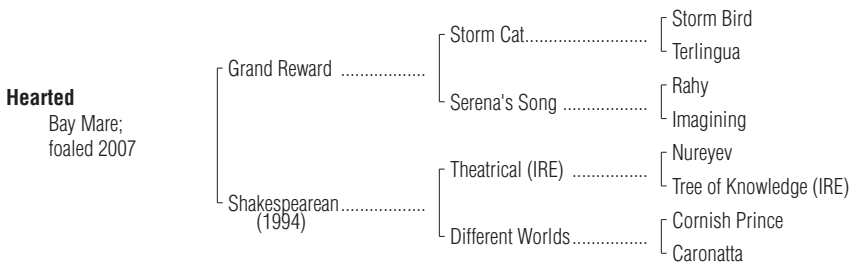 Storm Bird
Storm Cat........................
Terlingua
Grand Reward ..................
Rahy
Serena's Song ..................
Imagining
Hearted
Bay Mare;
foaled 2007
Nureyev
Theatrical (IRE) ................
Tree of Knowledge (IRE)
Shakespearean..................
(1994)
Cornish Prince
Different Worlds................
Caronatta